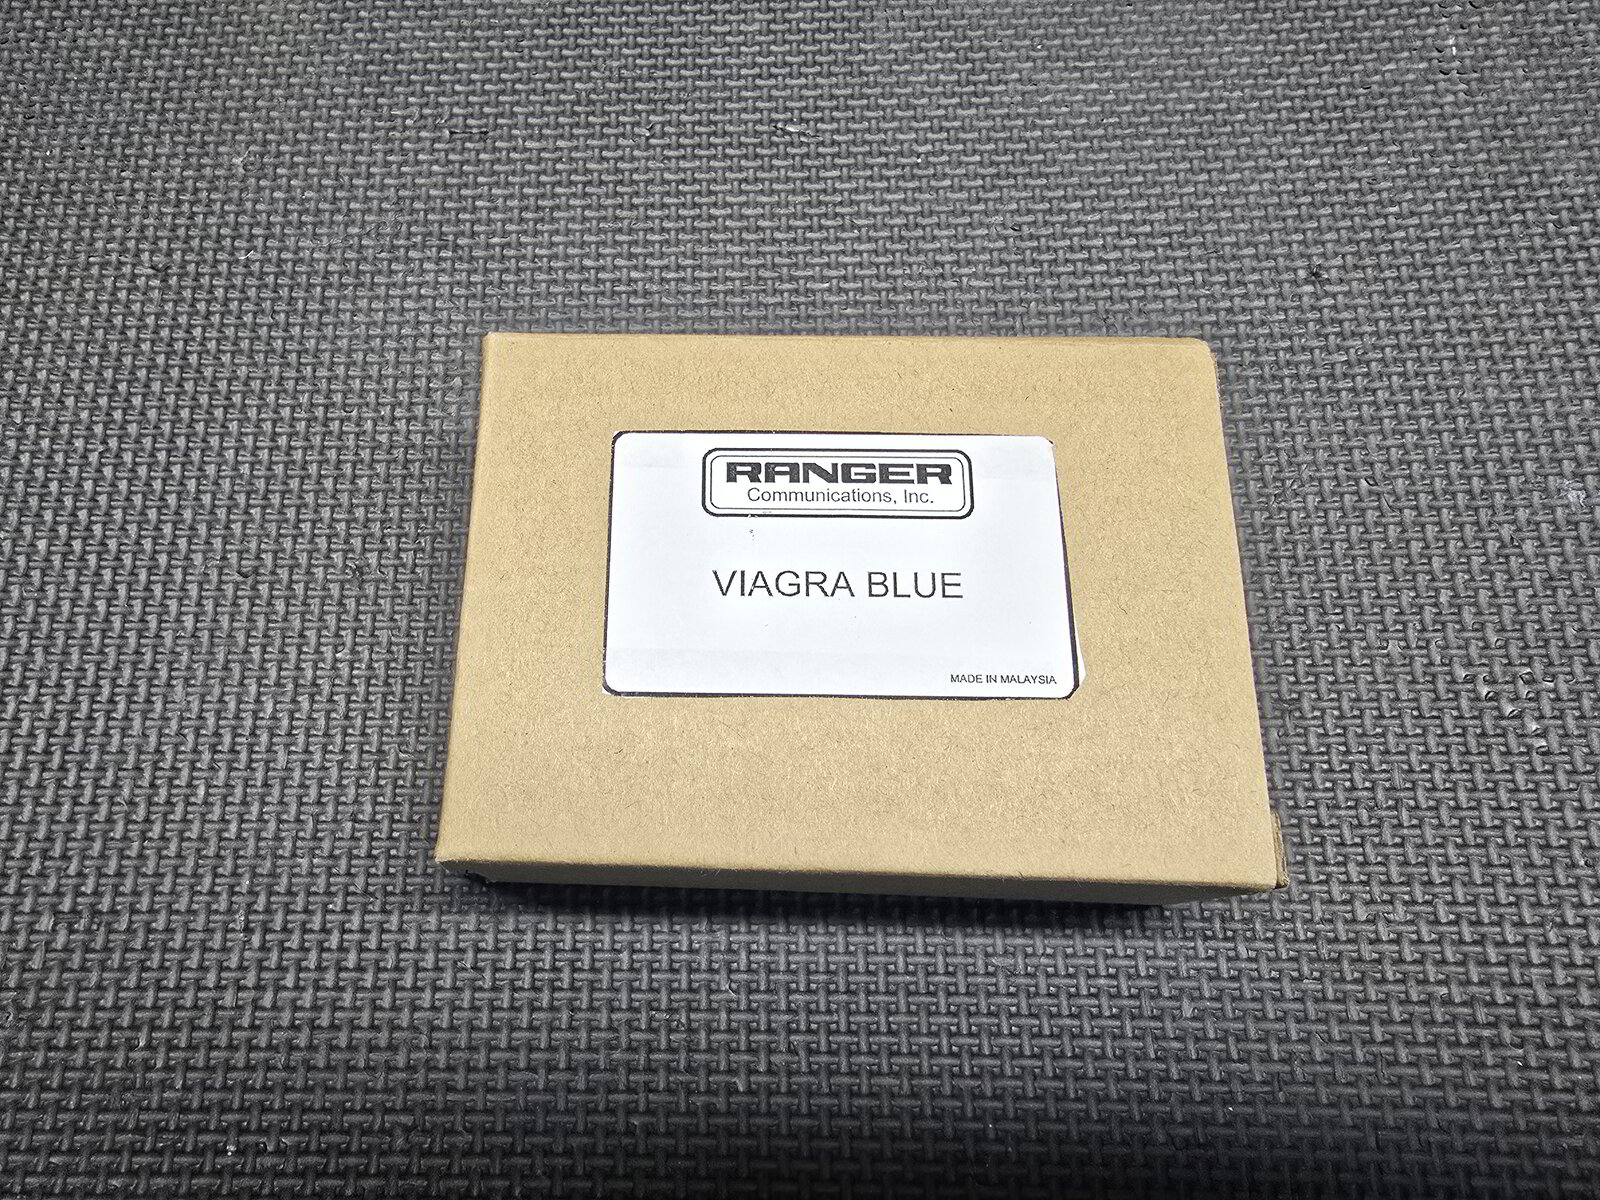 RANGER
Communications, Inc.
VIAGRA BLUE
MADE IN MALAYSIA